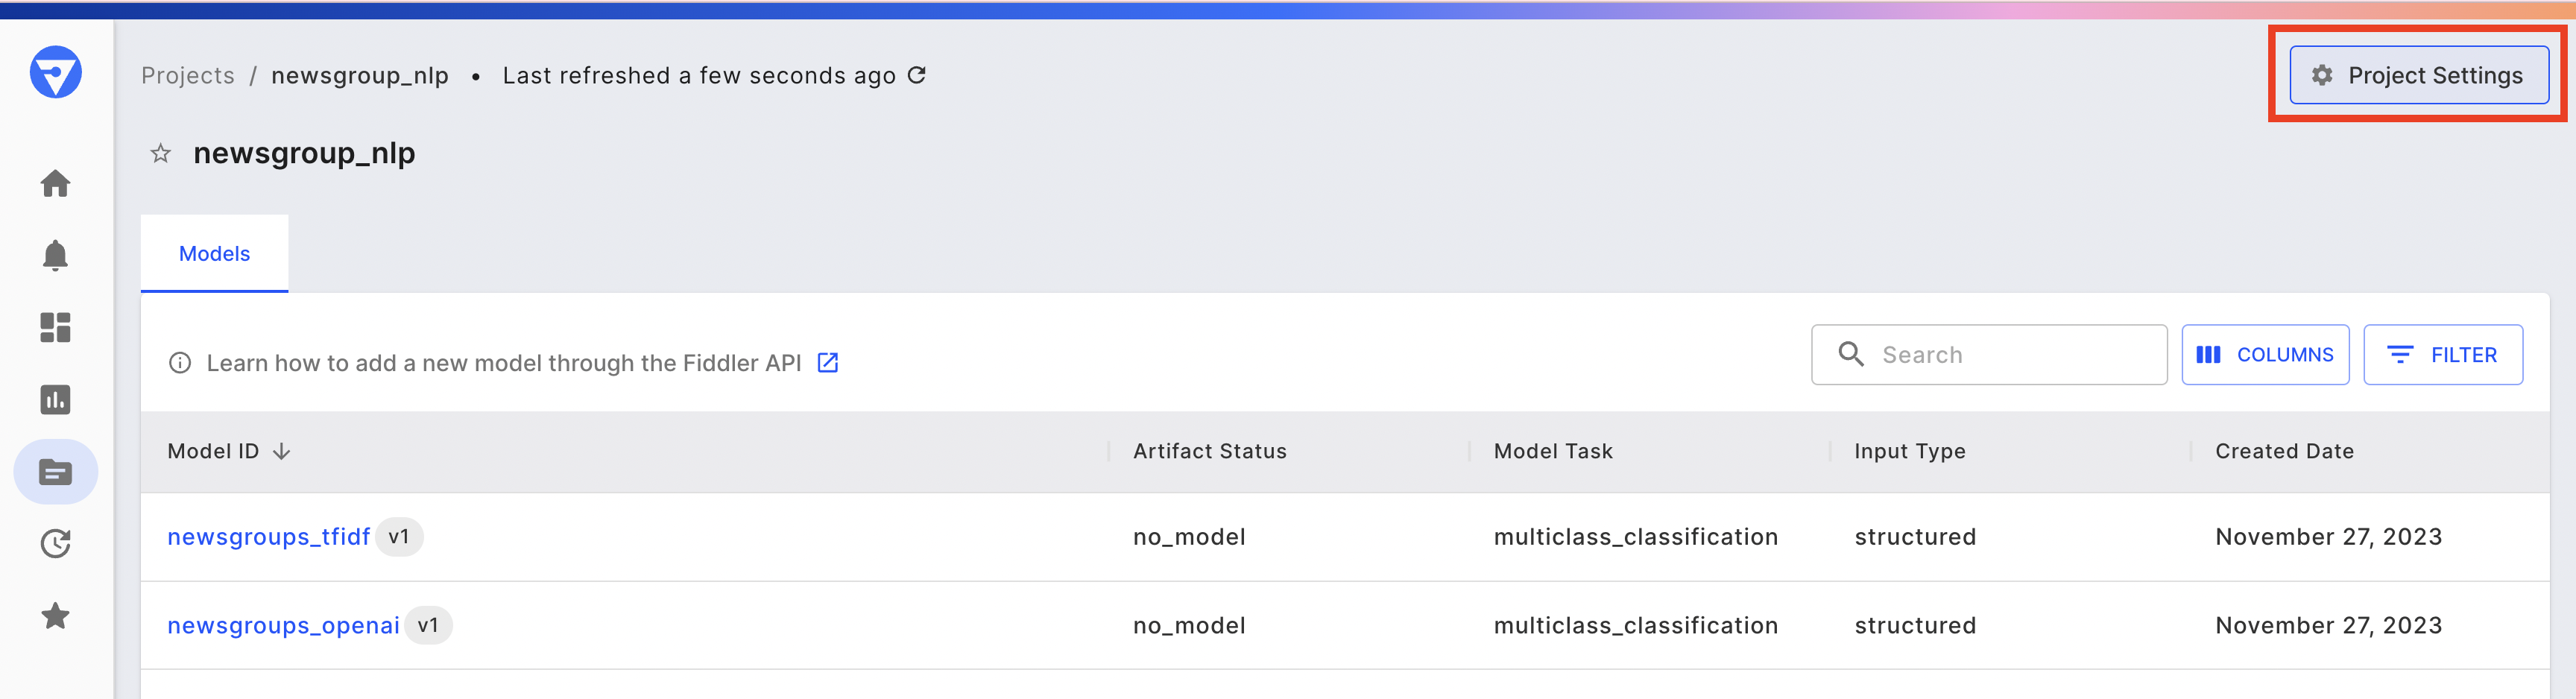 Projects / newsgroup_nlp • Last refreshed a few seconds ago
Project Settings
newsgroup_nlp
Models
Learn how to add a new model through the Fiddler API
Search
COLUMNS
FILTER
Model ID Artifact Status Model Task Input Type Created Date
newsgroups_tfidf v1 no_model multiclass_classification structured November 27, 2023
newsgroups_openai v1 no_model multiclass_classification structured November 27, 2023